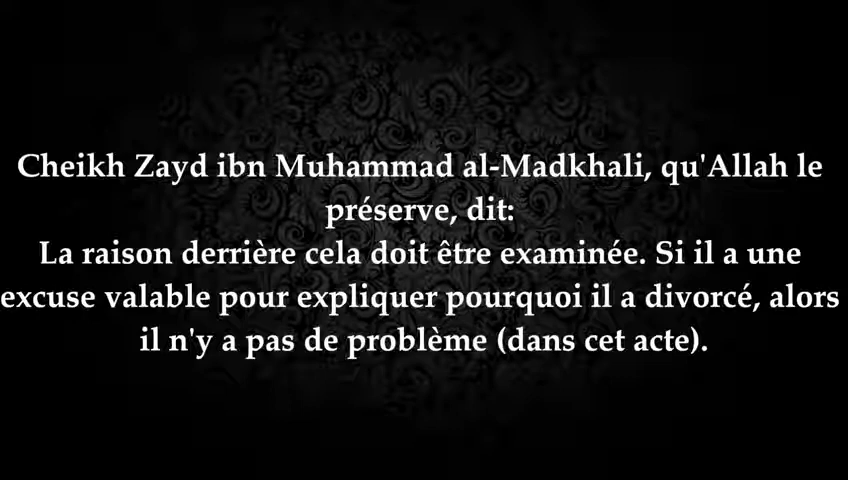 Cheikh Zayd ibn Muhammad al-Madkhali, qu'Allah le
préserve, dit:
La raison derrière cela doit être examinée. Si il a une
excuse valable pour expliquer pourquoi il a divorcé, alors
il n'y a pas de problème (dans cet acte).